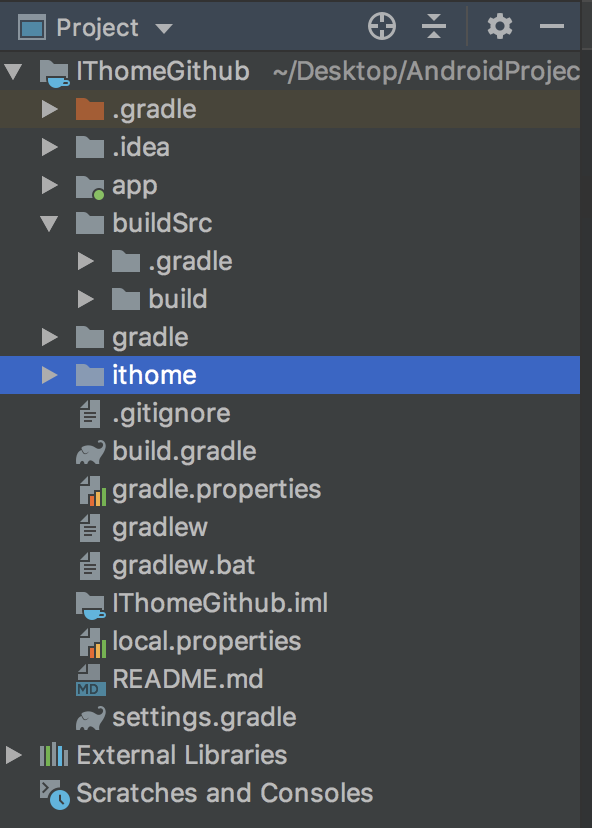 Project
IThomeGithub ~/Desktop/AndroidProjec
.gradle
.idea
app
buildSrc
.gradle
build
gradle
ithome
.gitignore
build.gradle
gradle.properties
gradlew
gradlew.bat
IThomeGithub.iml
local.properties
MD README.md
settings.gradle
External Libraries
Scratches and Consoles